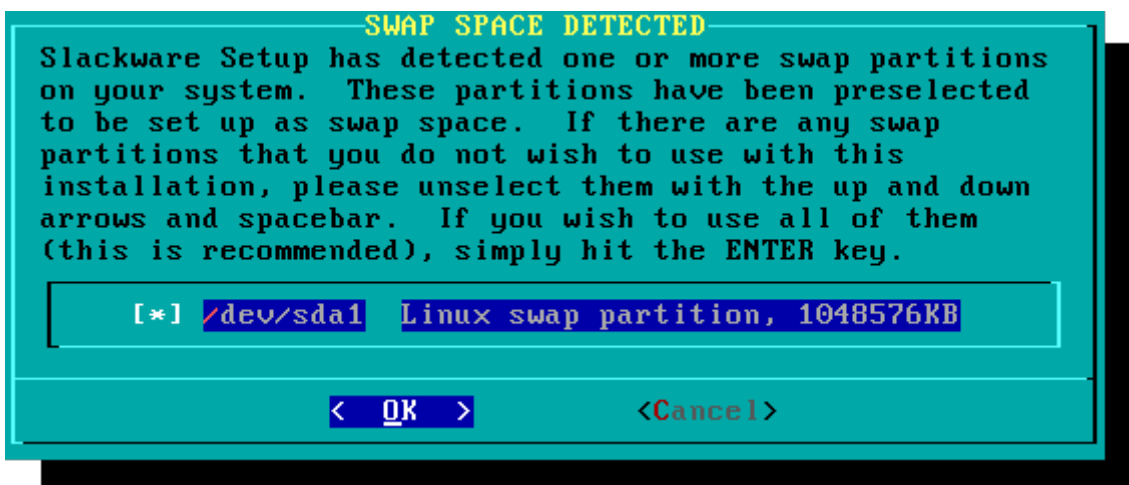 SWAP SPACE DETECTED
Slackware Setup has detected one or more swap partitions
on your system.  These partitions have been preselected
to be set up as swap space.  If there are any swap
partitions that you do not wish to use with this
installation, please unselect them with the up and down
arrows and spacebar.  If you wish to use all of them
(this is recommended), simply hit the ENTER key.
[*] /dev/sda1  Linux swap partition, 1048576KB
<  OK  >         <Cancel>